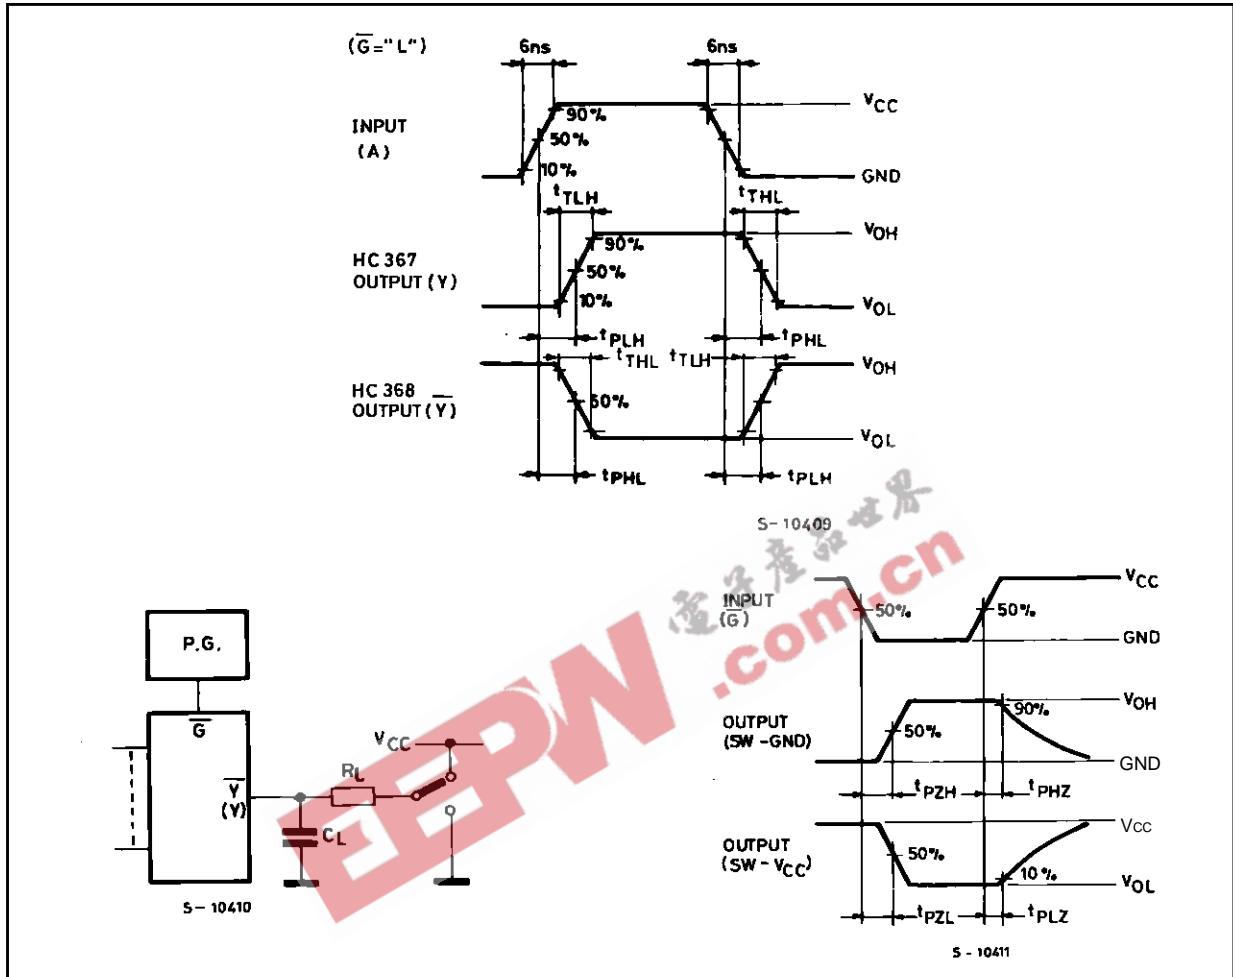 (G̅="L")
6ns
6ns
INPUT
(A)
90%
50%
10%
VCC
GND
tTLH
tTHL
HC 367
OUTPUT (Y)
90%
50%
10%
VOH
VOL
tPLH
tPHL
tTHL
tTLH
HC 368
OUTPUT (Y̅)
50%
VOH
VOL
tPHL
tPLH
S-10409
P.G.
G̅
Y̅
(Y)
RL
CL
VCC
S-10410
INPUT
(G̅)
50%
50%
VCC
GND
OUTPUT
(SW-GND)
50%
90%
VOH
GND
tPZH
tPHZ
OUTPUT
(SW-VCC)
50%
10%
VCC
VOL
tPZL
tPLZ
S-10411
EEPW
.com.cn
電子產品世界